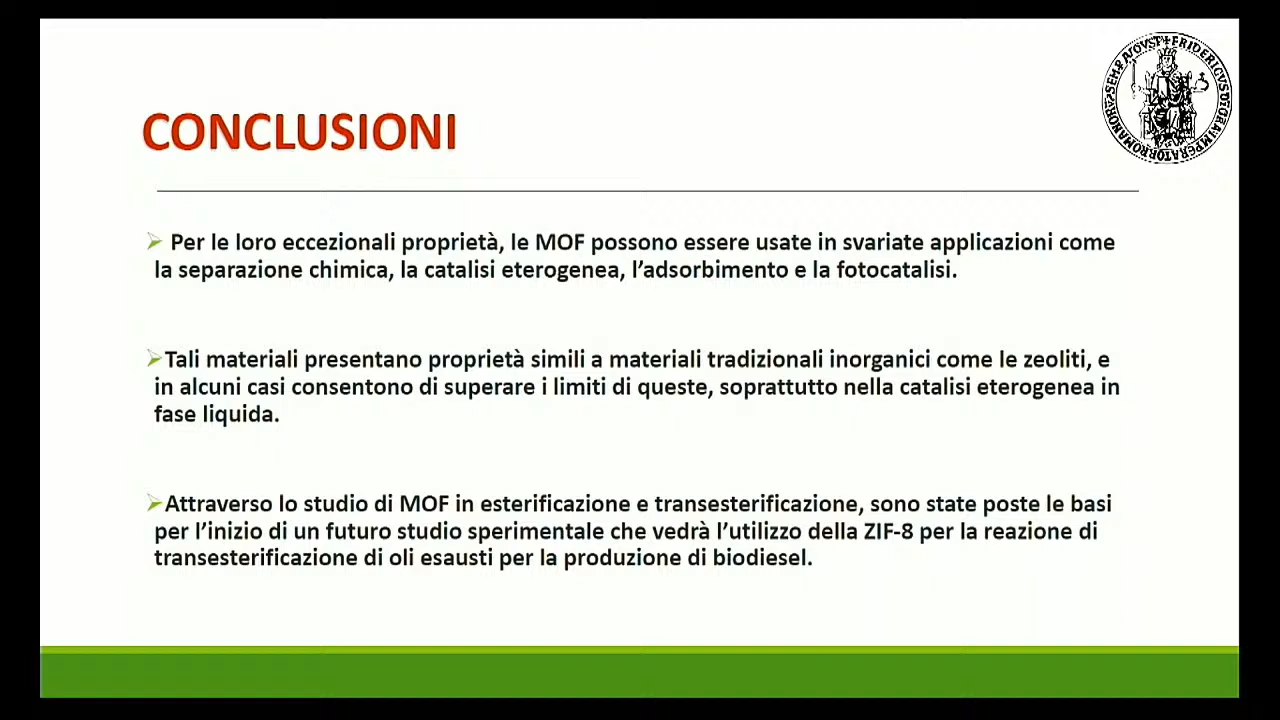 CONCLUSIONI
Per le loro eccezionali proprietà, le MOF possono essere usate in svariate applicazioni come
la separazione chimica, la catalisi eterogenea, l’adsorbimento e la fotocatalisi.
Tali materiali presentano proprietà simili a materiali tradizionali inorganici come le zeoliti, e
in alcuni casi consentono di superare i limiti di queste, soprattutto nella catalisi eterogenea in
fase liquida.
Attraverso lo studio di MOF in esterificazione e transesterificazione, sono state poste le basi
per l’inizio di un futuro studio sperimentale che vedrà l’utilizzo della ZIF-8 per la reazione di
transesterificazione di oli esausti per la produzione di biodiesel.